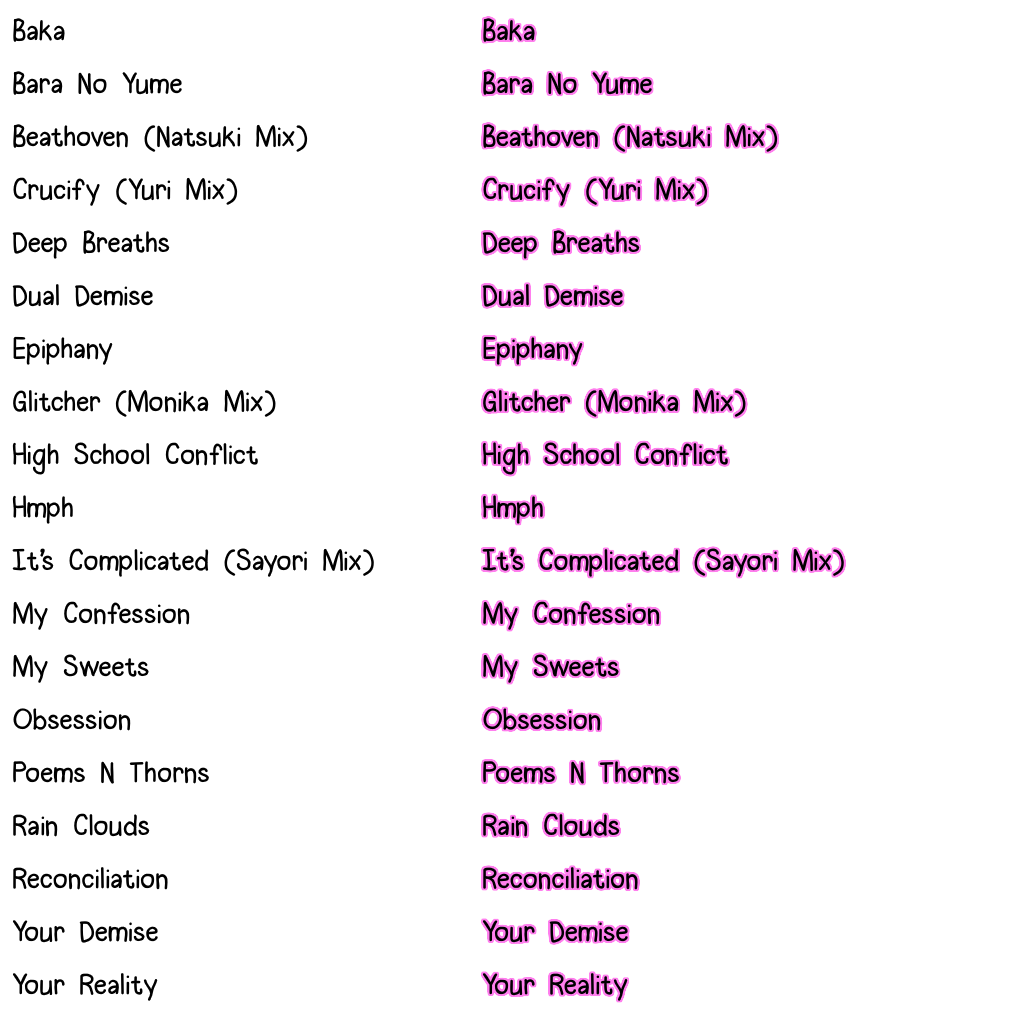 Baka Baka
Bara No Yume Bara No Yume
Beathoven (Natsuki Mix) Beathoven (Natsuki Mix)
Crucify (Yuri Mix) Crucify (Yuri Mix)
Deep Breaths Deep Breaths
Dual Demise Dual Demise
Epiphany Epiphany
Glitcher (Monika Mix) Glitcher (Monika Mix)
High School Conflict High School Conflict
Hmph Hmph
It's Complicated (Sayori Mix) It's Complicated (Sayori Mix)
My Confession My Confession
My Sweets My Sweets
Obsession Obsession
Poems N Thorns Poems N Thorns
Rain Clouds Rain Clouds
Reconciliation Reconciliation
Your Demise Your Demise
Your Reality Your Reality